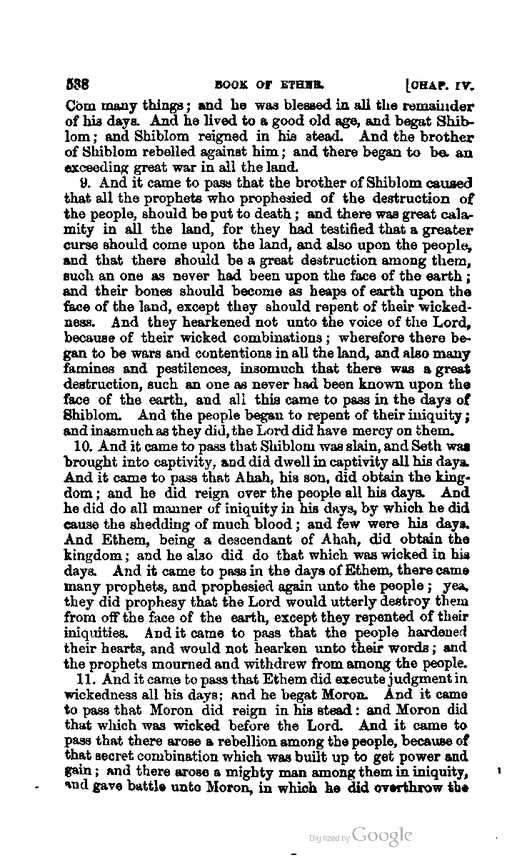 538 BOOK OF ETHER. [CHAP. IV.
Com many things; and he was blessed in all the remainder
of his days. And he lived to a good old age, and begat Shib-
lom; and Shiblom reigned in his stead. And the brother
of Shiblom rebelled against him; and there began to be an
exceeding great war in all the land.
9. And it came to pass that the brother of Shiblom caused
that all the prophets who prophesied of the destruction of
the people, should be put to death; and there was great cala-
mity in all the land, for they had testified that a greater
curse should come upon the land, and also upon the people,
and that there should be a great destruction among them,
such an one as never had been upon the face of the earth;
and their bones should become as heaps of earth upon the
face of the land, except they should repent of their wicked-
ness. And they hearkened not unto the voice of the Lord,
because of their wicked combinations; wherefore there be-
gan to be wars and contentions in all the land, and also many
famines and pestilences, insomuch that there was a great
destruction, such an one as never had been known upon the
face of the earth, and all this came to pass in the days of
Shiblom. And the people began to repent of their iniquity;
and inasmuch as they did, the Lord did have mercy on them.
10. And it came to pass that Shiblom was slain, and Seth was
brought into captivity, and did dwell in captivity all his days.
And it came to pass that Ahah, his son, did obtain the king-
dom; and he did reign over the people all his days. And
he did do all manner of iniquity in his days, by which he did
cause the shedding of much blood; and few were his days.
And Ethem, being a descendant of Ahah, did obtain the
kingdom; and he also did do that which was wicked in his
days. And it came to pass in the days of Ethem, there came
many prophets, and prophesied again unto the people; yea,
they did prophesy that the Lord would utterly destroy them
from off the face of the earth, except they repented of their
iniquities. And it came to pass that the people hardened
their hearts, and would not hearken unto their words; and
the prophets mourned and withdrew from among the people.
11. And it came to pass that Ethem did execute judgment in
wickedness all his days; and he begat Moron. And it came
to pass that Moron did reign in his stead: and Moron did
that which was wicked before the Lord. And it came to
pass that there arose a rebellion among the people, because of
that secret combination which was built up to get power and
gain; and there arose a mighty man among them in iniquity,
and gave battle unto Moron, in which he did overthrow the
Digitized by Google